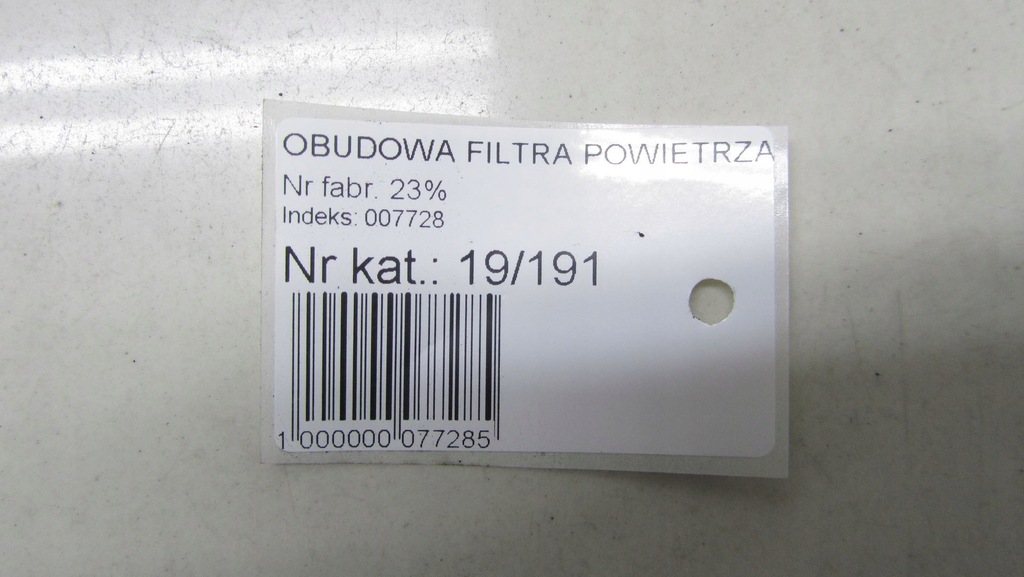 OBUDOWA FILTRA POWIETRZA
Nr fabr. 23%
Indeks: 007728
Nr kat.: 19/191
1 000000 077285